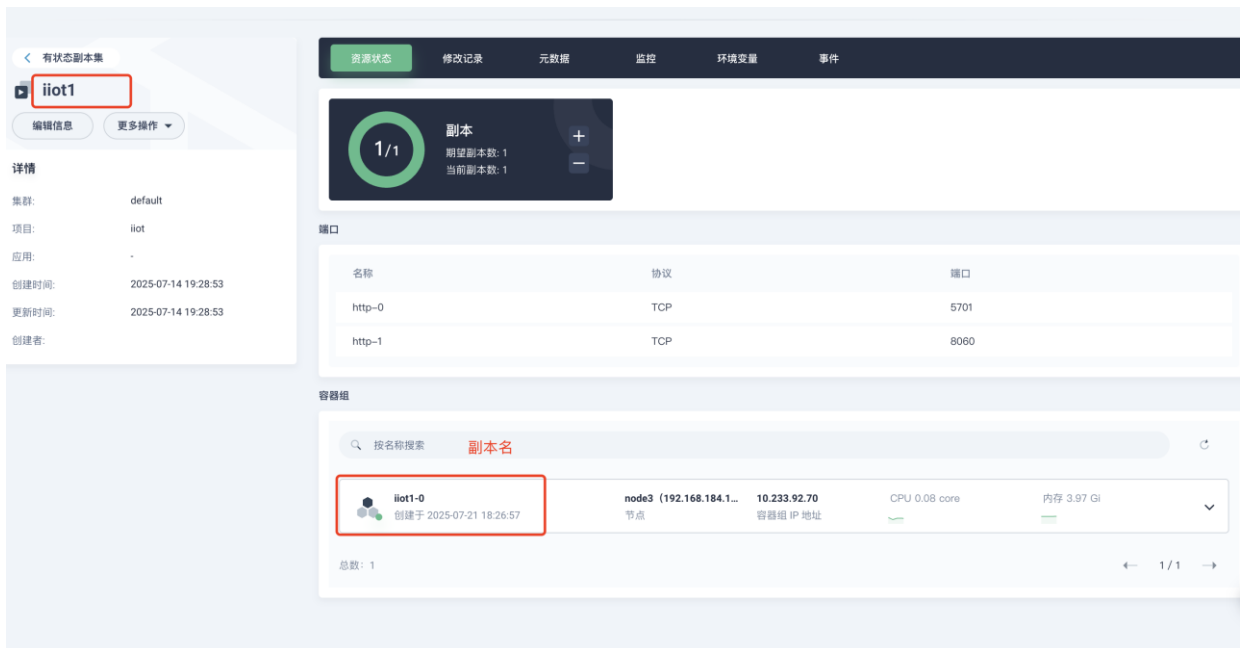 有状态副本集
iiot1
编辑信息 更多操作
详情
集群: default
项目: iiot
应用: -
创建时间: 2025-07-14 19:28:53
更新时间: 2025-07-14 19:28:53
创建者:
资源状态 修改记录 元数据 监控 环境变量 事件
1/1
副本
期望副本数: 1
当前副本数: 1
端口
名称 协议 端口
http-0 TCP 5701
http-1 TCP 8060
容器组
按名称搜索 副本名
iiot1-0 node3（192.168.184.1... 10.233.92.70 CPU 0.08 core 内存 3.97 Gi
创建于 2025-07-21 18:26:57 节点 容器组 IP 地址
总数: 1 1 / 1